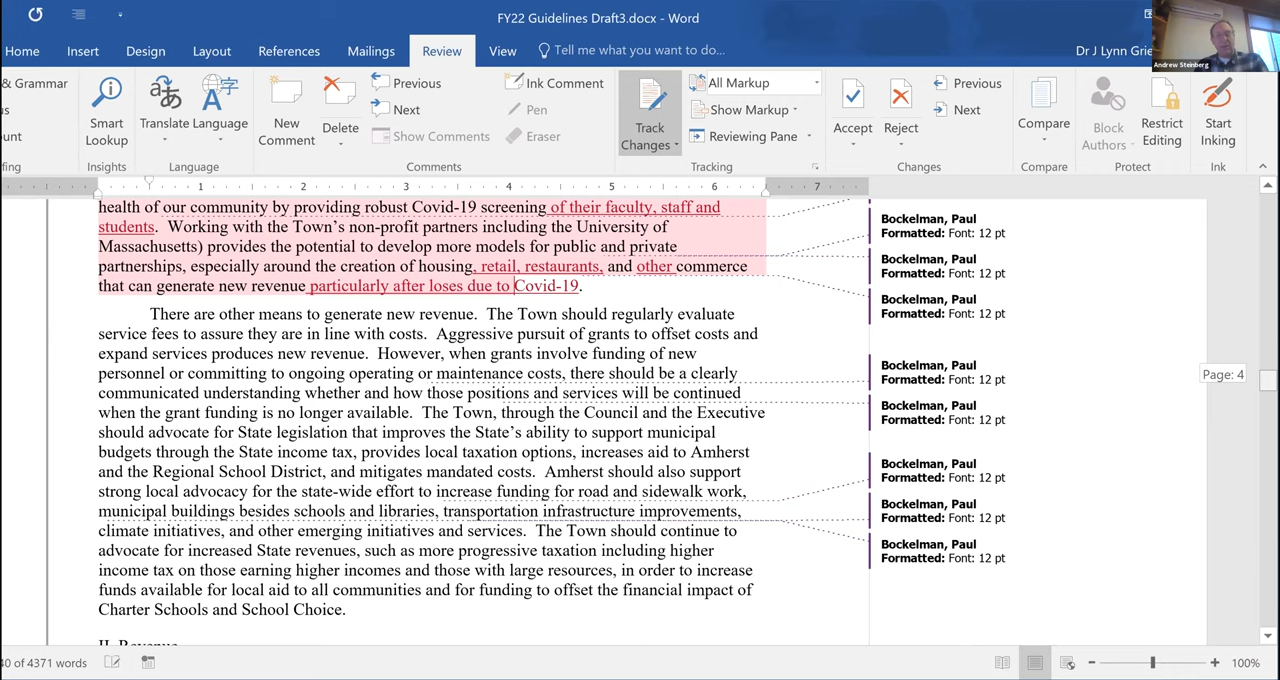 FY22 Guidelines Draft3.docx - Word
Andrew Steinberg
Home Insert Design Layout References Mailings Review View Tell me what you want to do...
Dr J Lynn Grie
& Grammar
Smart Lookup
Translate Language
New Comment
Delete
Previous
Next
Show Comments
Ink Comment
Pen
Eraser
Track Changes
All Markup
Show Markup
Reviewing Pane
Accept
Reject
Previous
Next
Compare
Block Authors
Restrict Editing
Start Inking
Insights Language Comments Tracking Changes Compare Protect Ink
1 2 3 4 5 6 7
health of our community by providing robust Covid-19 screening of their faculty, staff and
students. Working with the Town's non-profit partners including the University of
Massachusetts) provides the potential to develop more models for public and private
partnerships, especially around the creation of housing, retail, restaurants, and other commerce
that can generate new revenue particularly after loses due to Covid-19.
There are other means to generate new revenue. The Town should regularly evaluate
service fees to assure they are in line with costs. Aggressive pursuit of grants to offset costs and
expand services produces new revenue. However, when grants involve funding of new
personnel or committing to ongoing operating or maintenance costs, there should be a clearly
communicated understanding whether and how those positions and services will be continued
when the grant funding is no longer available. The Town, through the Council and the Executive
should advocate for State legislation that improves the State's ability to support municipal
budgets through the State income tax, provides local taxation options, increases aid to Amherst
and the Regional School District, and mitigates mandated costs. Amherst should also support
strong local advocacy for the state-wide effort to increase funding for road and sidewalk work,
municipal buildings besides schools and libraries, transportation infrastructure improvements,
climate initiatives, and other emerging initiatives and services. The Town should continue to
advocate for increased State revenues, such as more progressive taxation including higher
income tax on those earning higher incomes and those with large resources, in order to increase
funds available for local aid to all communities and for funding to offset the financial impact of
Charter Schools and School Choice.
II. Revenue
Bockelman, Paul
Formatted: Font: 12 pt
Bockelman, Paul
Formatted: Font: 12 pt
Bockelman, Paul
Formatted: Font: 12 pt
Bockelman, Paul
Formatted: Font: 12 pt
Bockelman, Paul
Formatted: Font: 12 pt
Bockelman, Paul
Formatted: Font: 12 pt
Bockelman, Paul
Formatted: Font: 12 pt
Bockelman, Paul
Formatted: Font: 12 pt
Page: 4
40 of 4371 words
100%